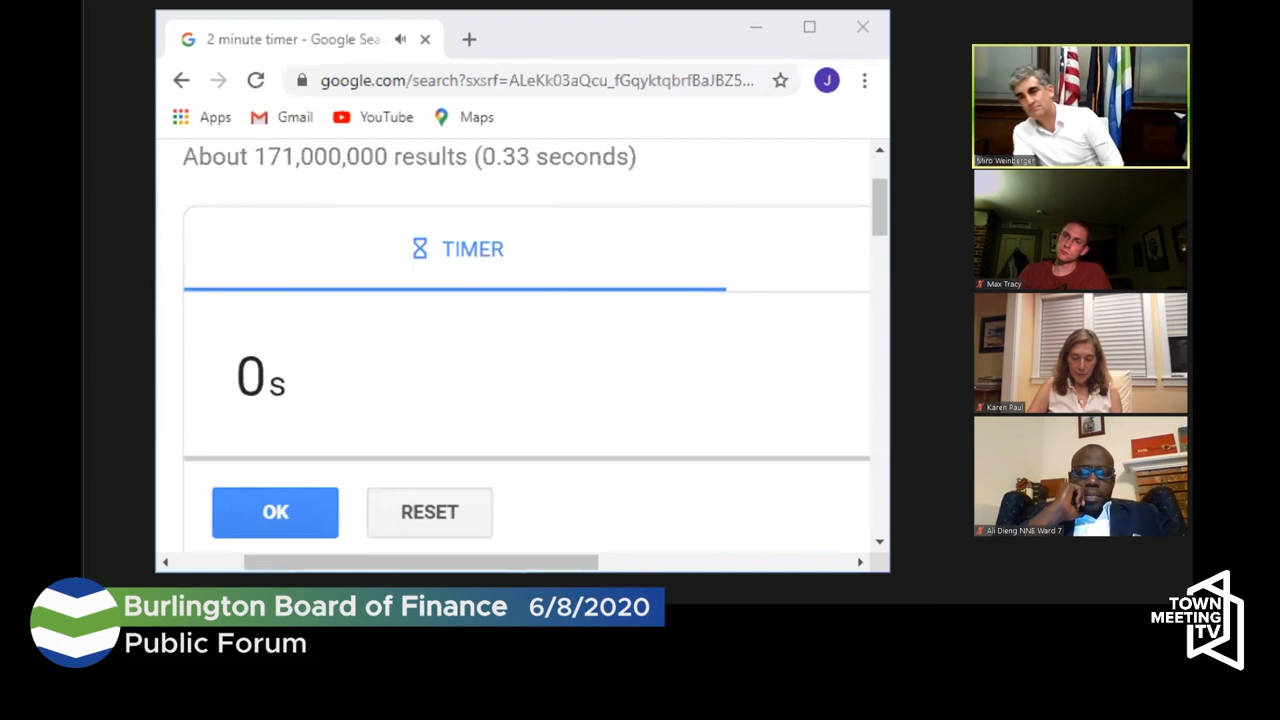 2 minute timer - Google Sea
google.com/search?sxsrf=ALeKk03aQcu_fGqyktqbrfBaJBZ5...
J
Apps Gmail YouTube Maps
About 171,000,000 results (0.33 seconds)
TIMER
0s
OK RESET
Miro Weinberger
Max Tracy
Karen Paul
Ali Dieng NNE Ward 7
Burlington Board of Finance 6/8/2020
Public Forum
TOWN
MEETING
TV